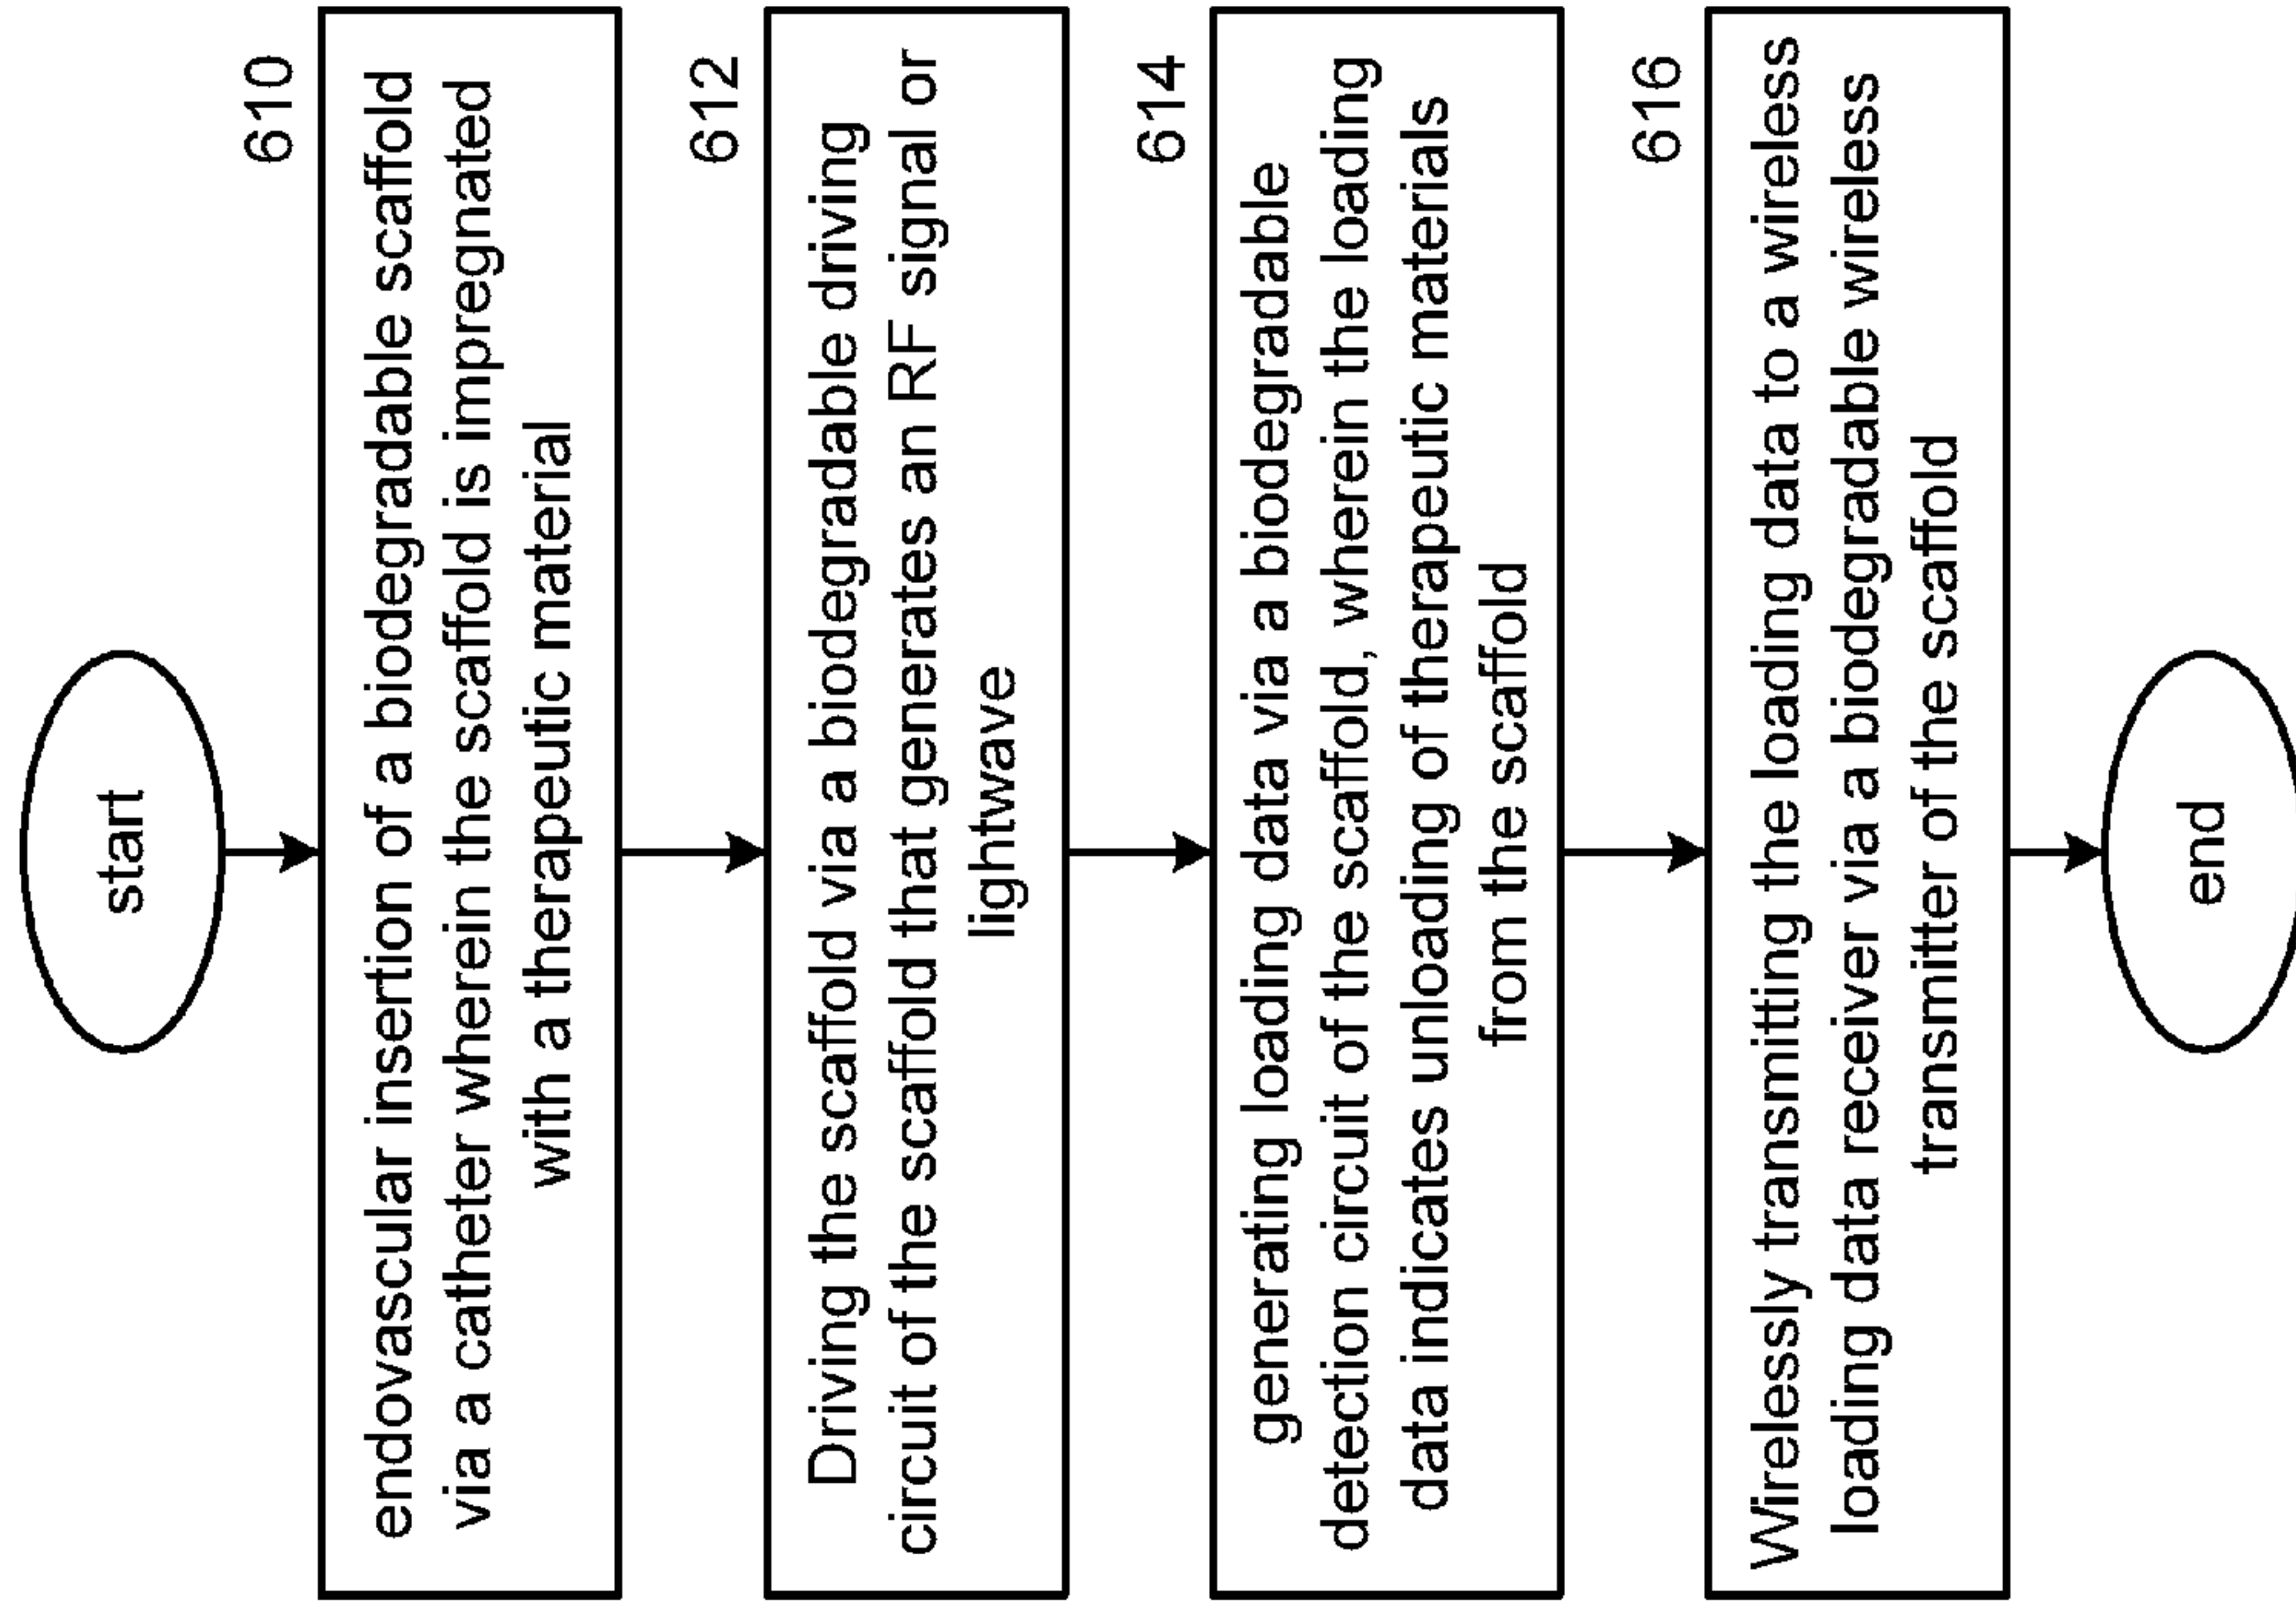 start
610
endovascular insertion of a biodegradable scaffold
via a catheter wherein the scaffold is impregnated
with a therapeutic material
612
Driving the scaffold via a biodegradable driving
circuit of the scaffold that generates an RF signal or
lightwave
614
generating loading data via a biodegradable
detection circuit of the scaffold, wherein the loading
data indicates unloading of therapeutic materials
from the scaffold
616
Wirelessly transmitting the loading data to a wireless
loading data receiver via a biodegradable wireless
transmitter of the scaffold
end